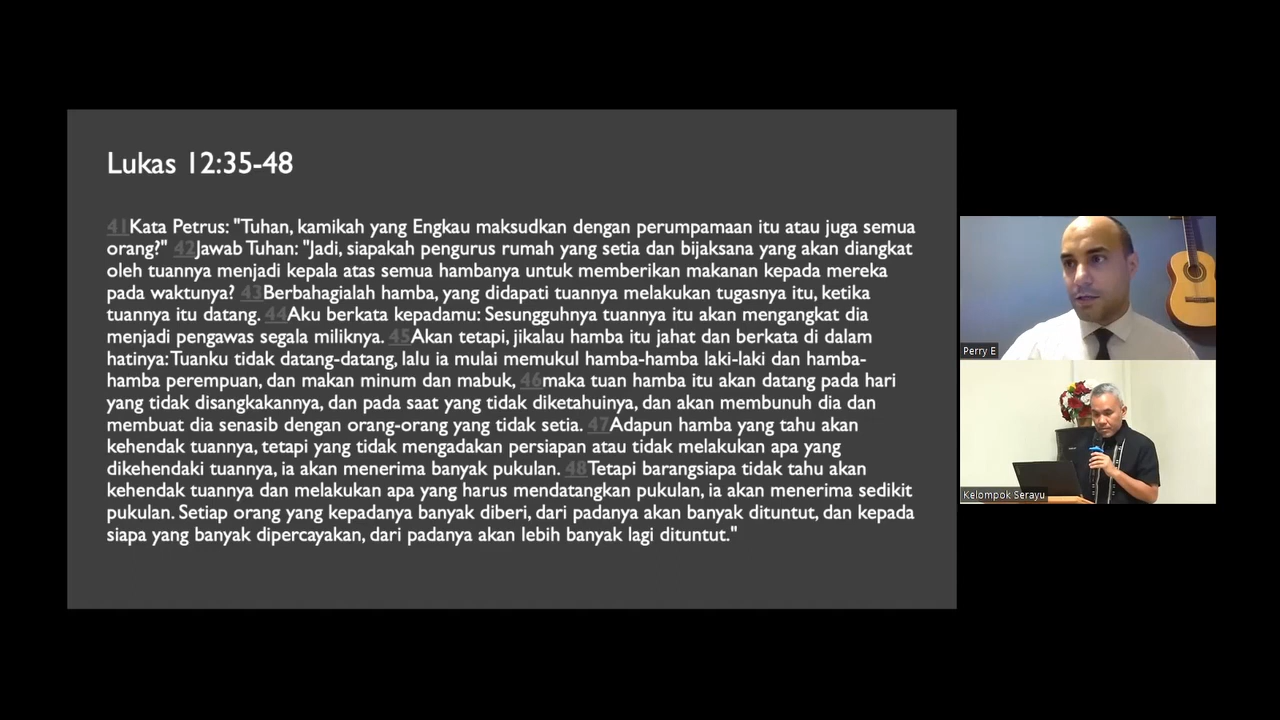 Lukas 12:35-48
41Kata Petrus: "Tuhan, kamikah yang Engkau maksudkan dengan perumpamaan itu atau juga semua
orang?" 42Jawab Tuhan: "Jadi, siapakah pengurus rumah yang setia dan bijaksana yang akan diangkat
oleh tuannya menjadi kepala atas semua hambanya untuk memberikan makanan kepada mereka
pada waktunya? 43Berbahagialah hamba, yang didapati tuannya melakukan tugasnya itu, ketika
tuannya itu datang. 44Aku berkata kepadamu: Sesungguhnya tuannya itu akan mengangkat dia
menjadi pengawas segala miliknya. 45Akan tetapi, jikalau hamba itu jahat dan berkata di dalam
hatinya: Tuanku tidak datang-datang, lalu ia mulai memukul hamba-hamba laki-laki dan hamba-
hamba perempuan, dan makan minum dan mabuk, 46maka tuan hamba itu akan datang pada hari
yang tidak disangkakannya, dan pada saat yang tidak diketahuinya, dan akan membunuh dia dan
membuat dia senasib dengan orang-orang yang tidak setia. 47Adapun hamba yang tahu akan
kehendak tuannya, tetapi yang tidak mengadakan persiapan atau tidak melakukan apa yang
dikehendaki tuannya, ia akan menerima banyak pukulan. 48Tetapi barangsiapa tidak tahu akan
kehendak tuannya dan melakukan apa yang harus mendatangkan pukulan, ia akan menerima sedikit
pukulan. Setiap orang yang kepadanya banyak diberi, dari padanya akan banyak dituntut, dan kepada
siapa yang banyak dipercayakan, dari padanya akan lebih banyak lagi dituntut."
Perry E
Kelompok Serayu